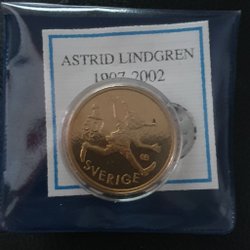 ASTRID LINDGREN
1907-2002
SVERIGE